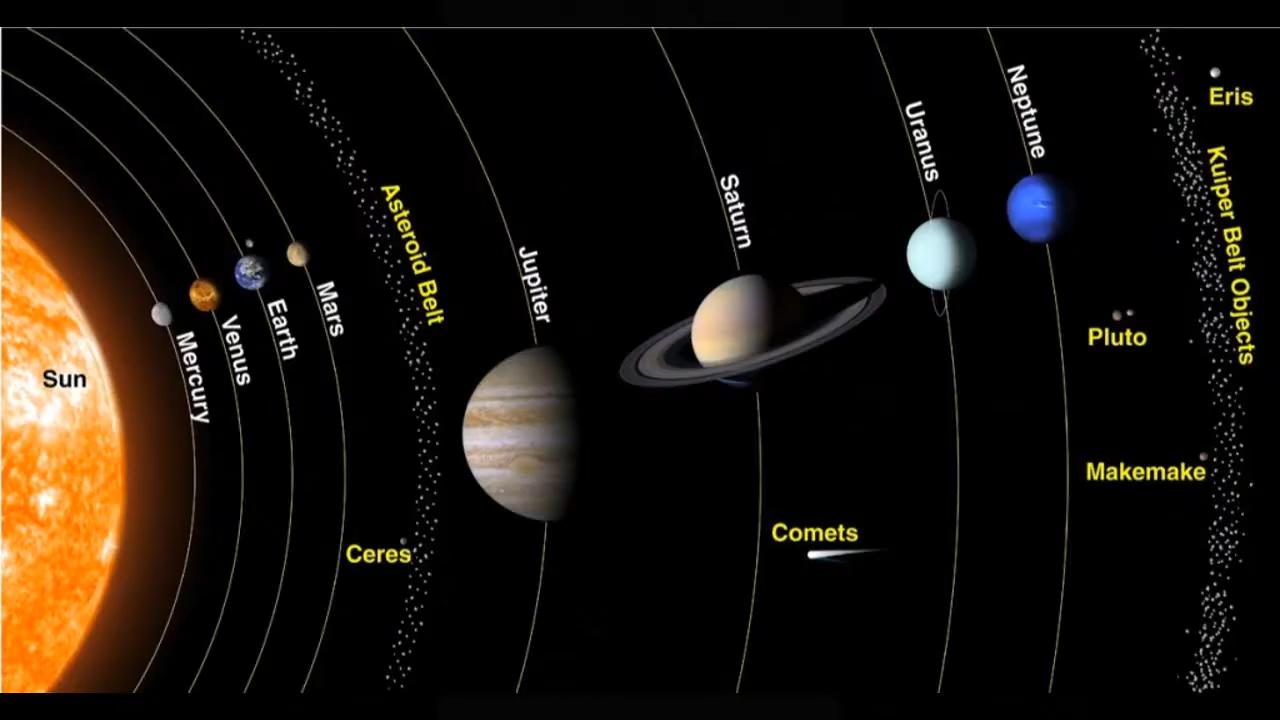 Sun
Mercury
Venus
Earth
Mars
Asteroid Belt
Ceres
Jupiter
Saturn
Comets
Uranus
Neptune
Pluto
Makemake
Eris
Kuiper Belt Objects